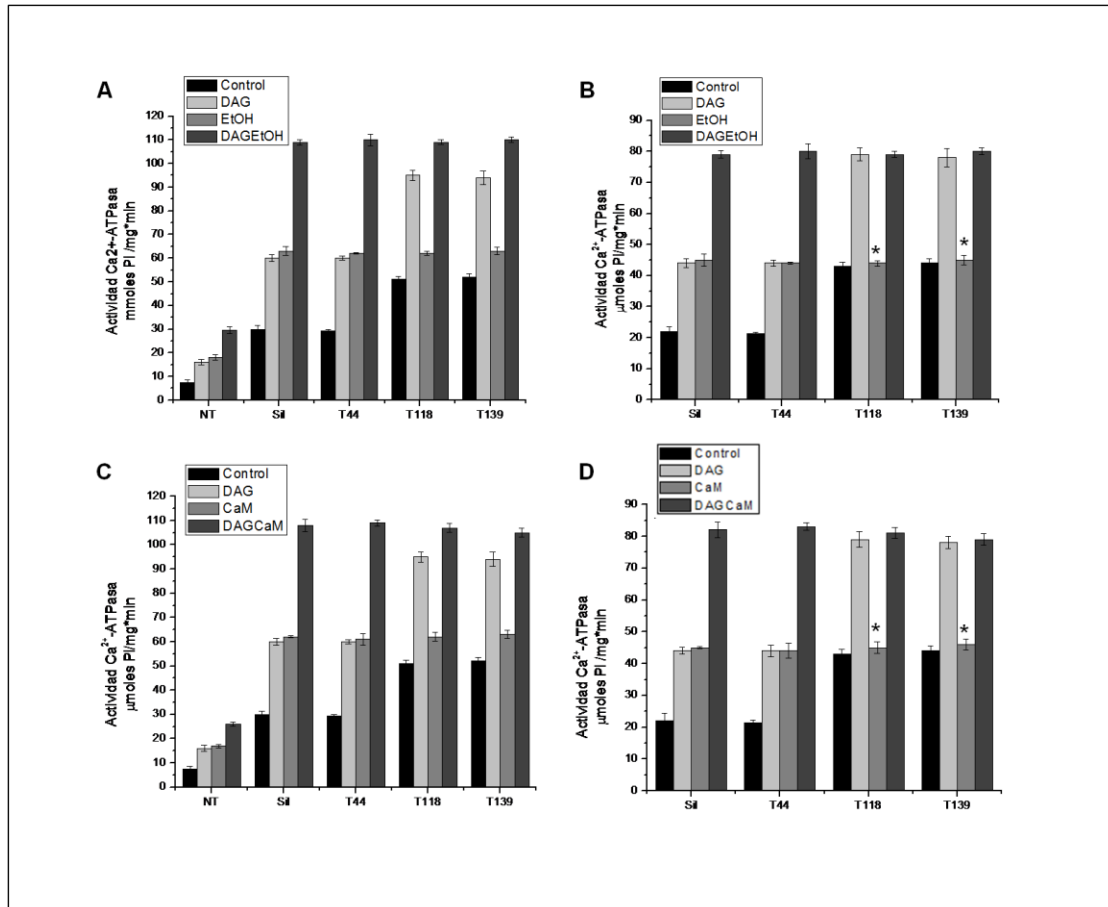 A
Control
DAG
EtOH
DAGEtOH
Actividad Ca2+-ATPasa
mmoles PI /mg*mIn
120
110
100
90
80
70
60
50
40
30
20
10
0
NT Sil T44 T118 T139
B
Control
DAG
EtOH
DAGEtOH
Actividad Ca²⁺-ATPasa
μmoles PI /mg*mIn
90
80
70
60
50
40
30
20
10
0
* *
Sil T44 T118 T139
C
Control
DAG
CaM
DAGCaM
Actividad Ca²⁺-ATPasa
μmoles PI/mg*mIn
120
110
100
90
80
70
60
50
40
30
20
10
0
NT Sil T44 T118 T139
D
Control
DAG
CaM
DAGCaM
Actividad Ca²⁺-ATPasa
μmoles PI /mg*mIn
90
80
70
60
50
40
30
20
10
0
* *
Sil T44 T118 T139